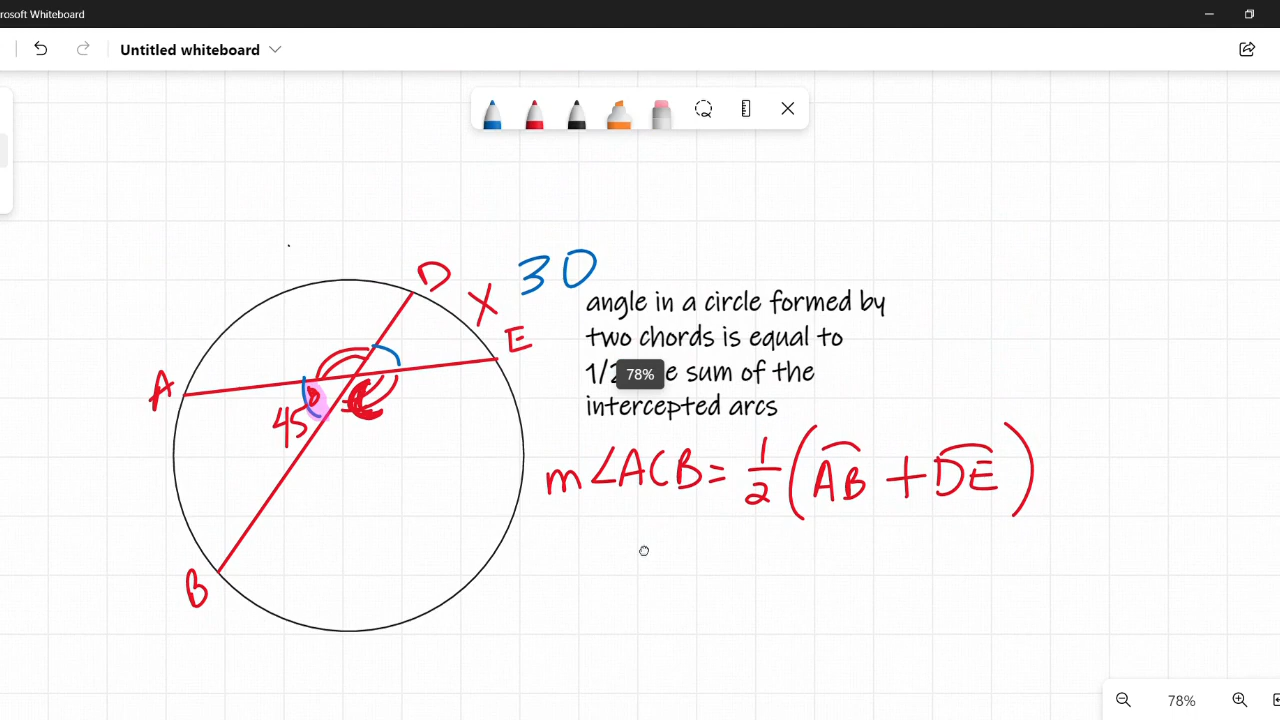 rosoft Whiteboard
Untitled whiteboard
D
X
30
E
A
45°
B
angle in a circle formed by
two chords is equal to
1/2 e sum of the
78%
intercepted arcs
m∠ACB = 1/2 (AB + DE)
78%